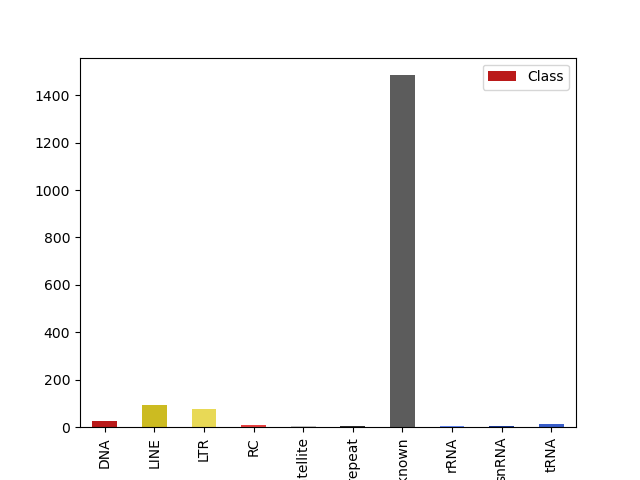 Class
1400
1200
1000
800
600
400
200
0
DNA
LINE
LTR
RC
tellite
repeat
known
rRNA
snRNA
tRNA